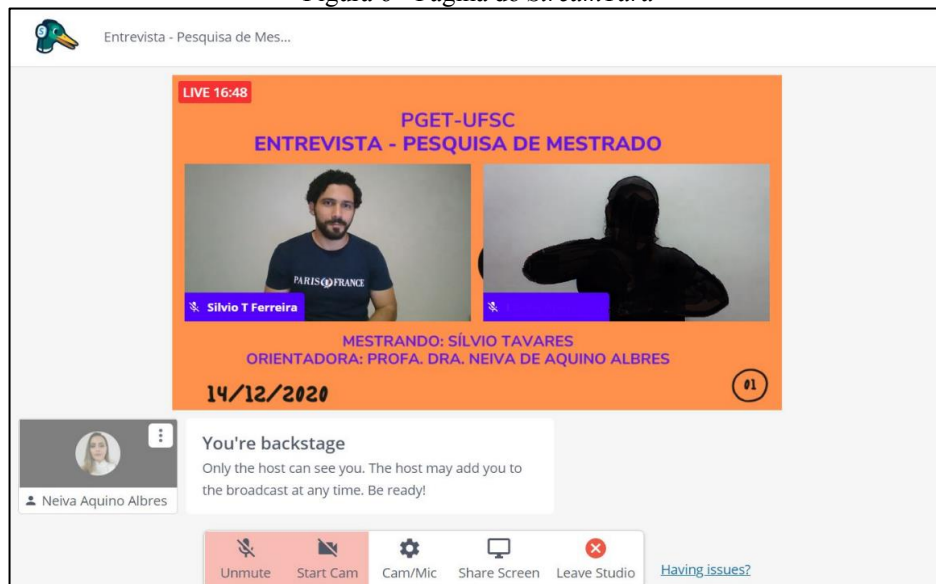 Figura 6 - Página do StreamYard
Entrevista - Pesquisa de Mes...
LIVE 16:48
PGET-UFSC
ENTREVISTA - PESQUISA DE MESTRADO
PARIS FRANCE
Silvio T Ferreira
MESTRANDO: SÍLVIO TAVARES
ORIENTADORA: PROFA. DRA. NEIVA DE AQUINO ALBRES
14/12/2020
01
You're backstage
Only the host can see you. The host may add you to
the broadcast at any time. Be ready!
Neiva Aquino Albres
Unmute
Start Cam
Cam/Mic
Share Screen
Leave Studio
Having issues?